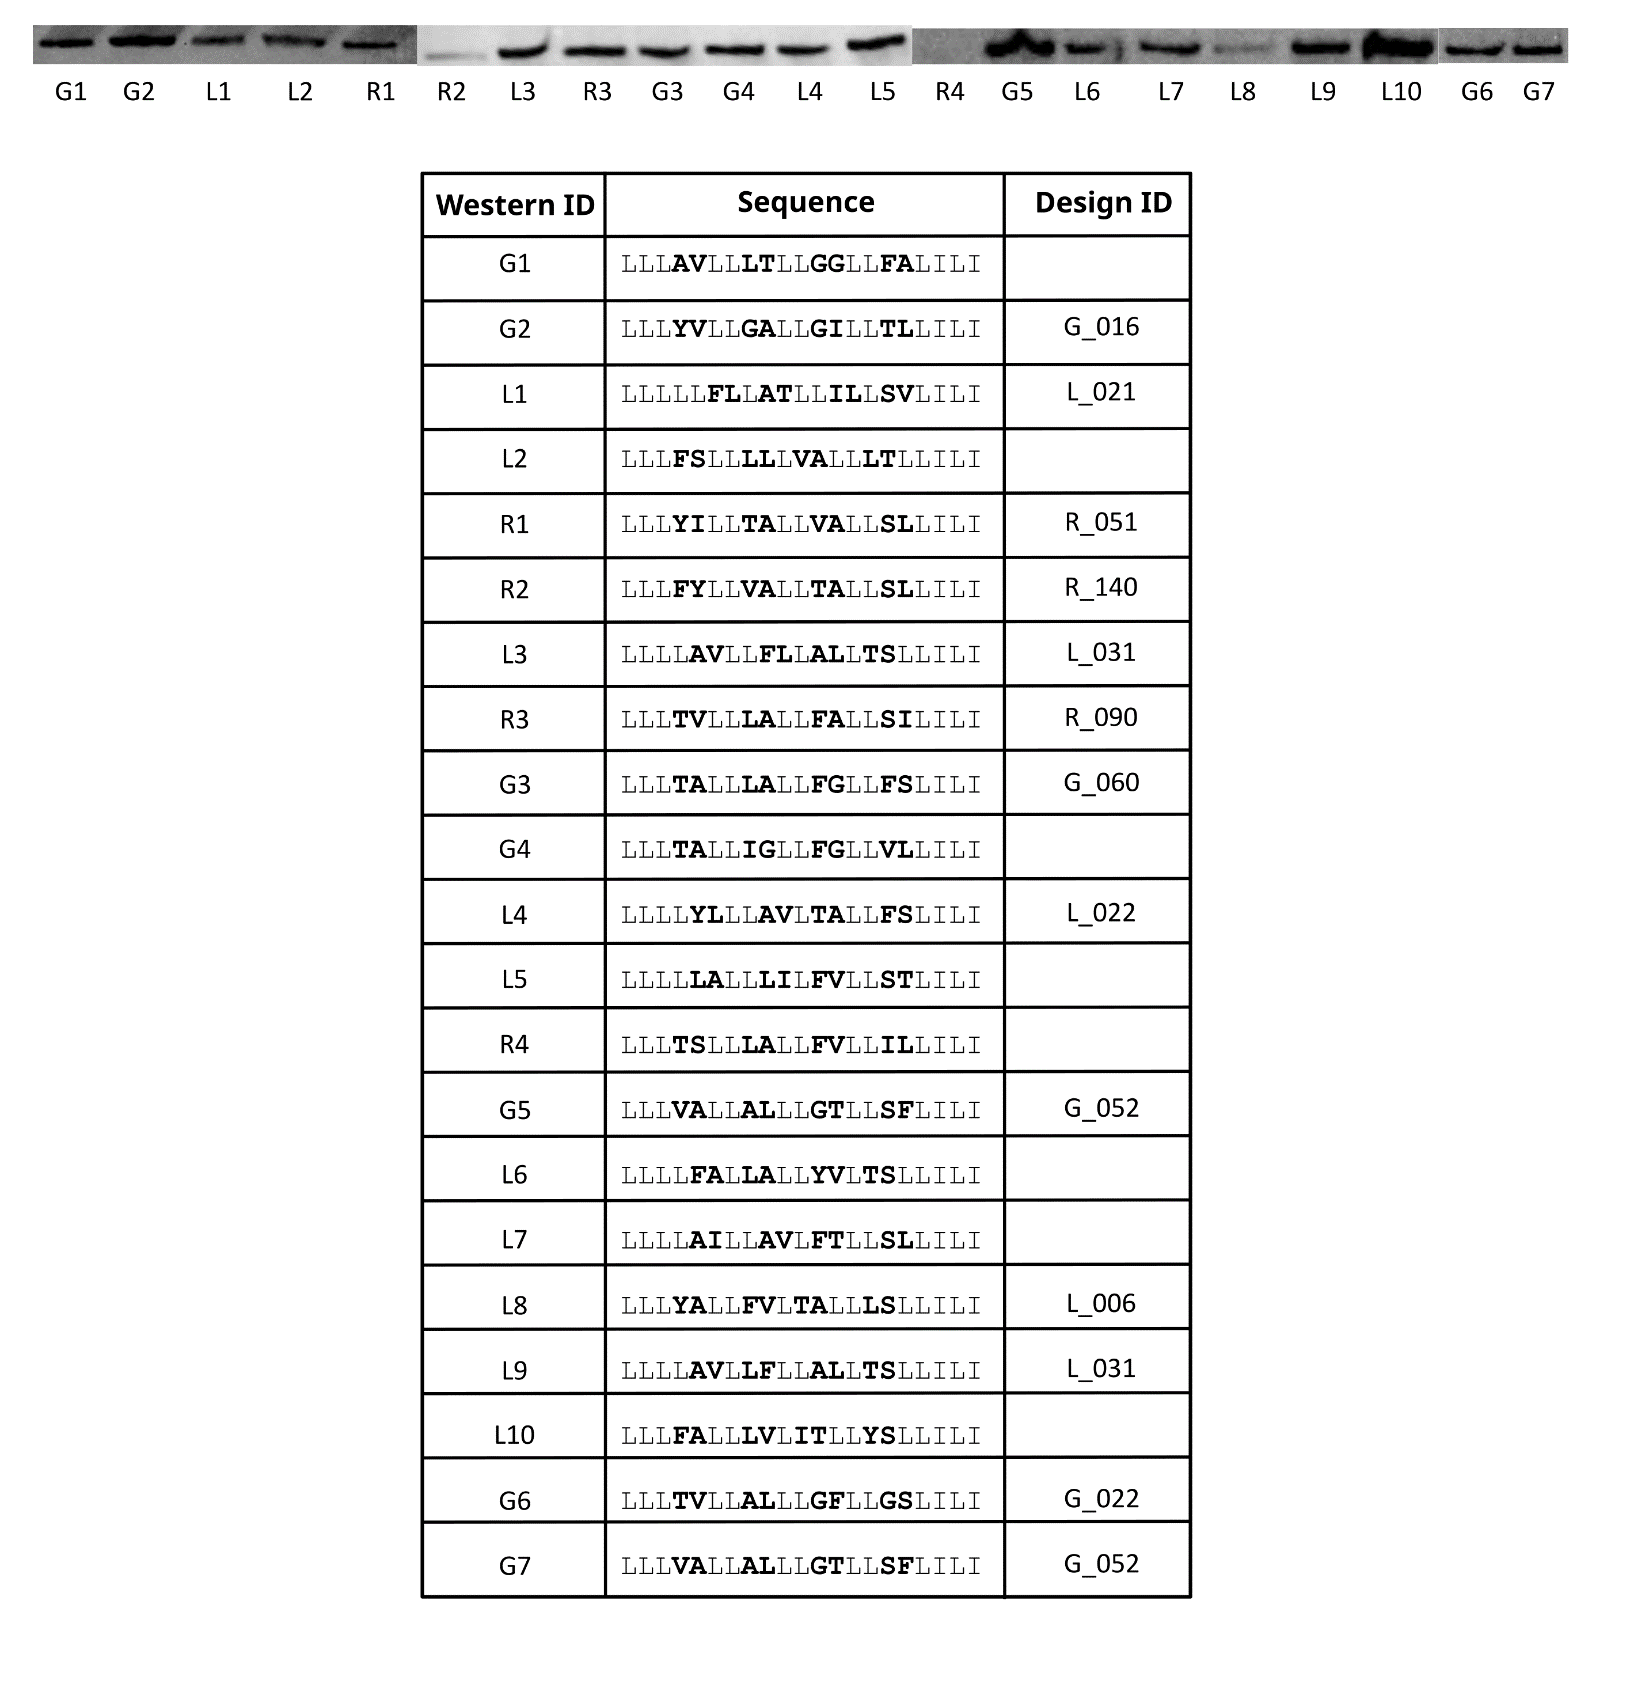 G1 G2 L1 L2 R1 R2 L3 R3 G3 G4 L4 L5 R4 G5 L6 L7 L8 L9 L10 G6 G7
Western ID Sequence Design ID
G1 LLLAVLLLTLLGGLLFALILI
G2 LLLYVLLGALLGILLTLLILI G_016
L1 LLLLLFLLATLLILLSVLILI L_021
L2 LLLFSLLLLLVALLLTLLILI
R1 LLLYILLTALLVALLSLLILI R_051
R2 LLLFYLLVALLTALLSLLILI R_140
L3 LLLLAVLLFLLALLTSLLILI L_031
R3 LLLTVLLLALLFALLSILILI R_090
G3 LLLTALLLALLFGLLFSLILI G_060
G4 LLLTALLIGLLFGLLVLLILI
L4 LLLLYLLLAVLTALLFSLILI L_022
L5 LLLLLALLLILFVLLSTLILI
R4 LLLTSLLLALLFVLLILLILI
G5 LLLVALLALLLGTLLSFLILI G_052
L6 LLLLFALLALLYVLTSLLILI
L7 LLLLAILLAVLFTLLSLLILI
L8 LLLYALLFVLTALLLSLLILI L_006
L9 LLLLAVLLFLLALLTSLLILI L_031
L10 LLLFALLLVLITLLYSLLILI
G6 LLLTVLLALLLGFLLGSLILI G_022
G7 LLLVALLALLLGTLLSFLILI G_052